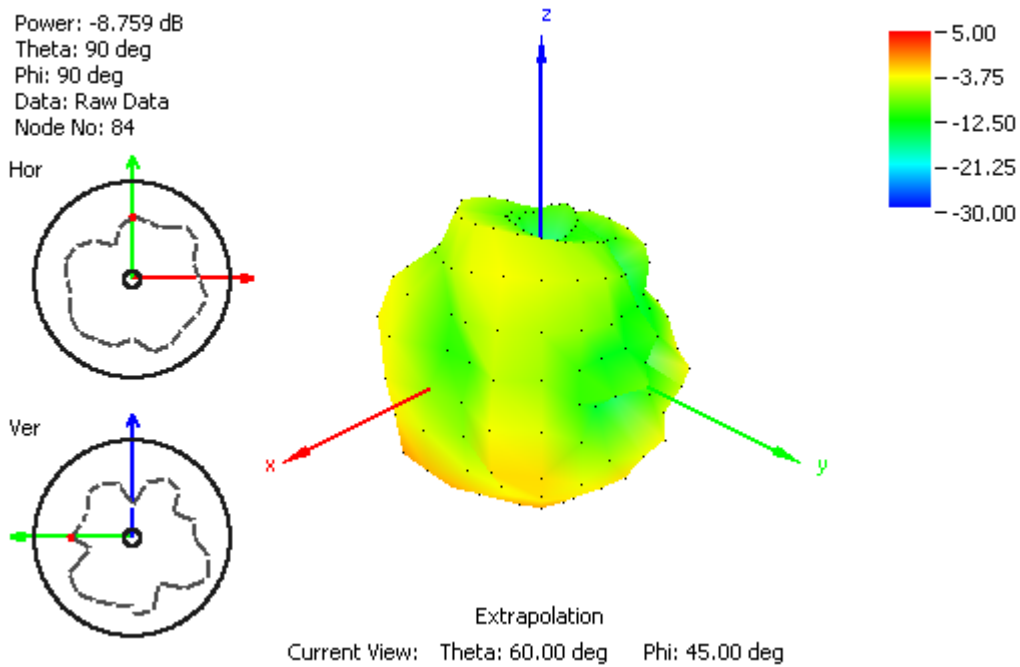 Power: -8.759 dB
Theta: 90 deg
Phi: 90 deg
Data: Raw Data
Node No: 84
Hor
Ver
z
x
y
5.00
-3.75
-12.50
-21.25
-30.00
Extrapolation
Current View: Theta: 60.00 deg Phi: 45.00 deg